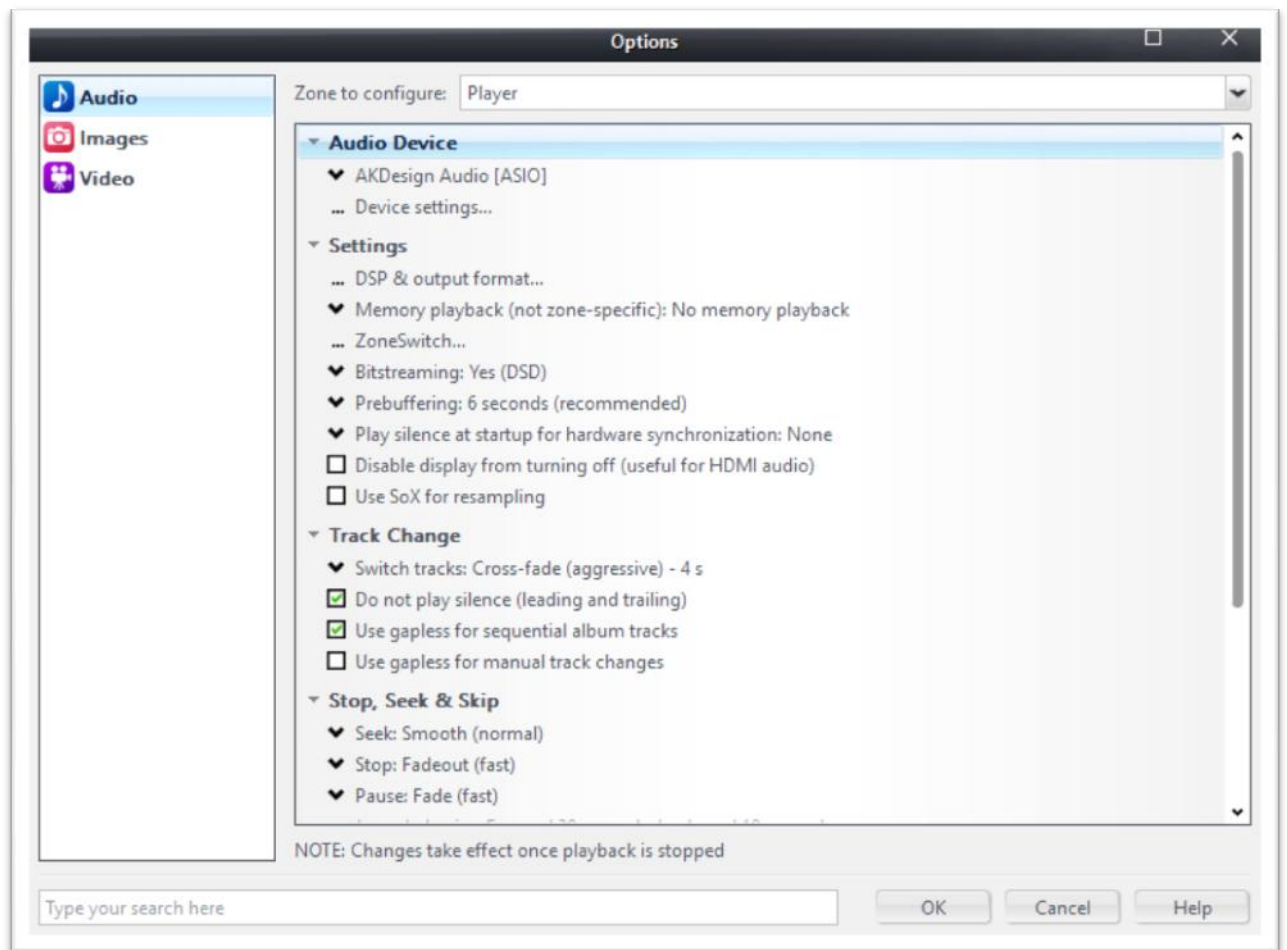 Options
Audio
Images
Video
Zone to configure: Player
Audio Device
AKDesign Audio [ASIO]
... Device settings...
Settings
... DSP & output format...
Memory playback (not zone-specific): No memory playback
... ZoneSwitch...
Bitstreaming: Yes (DSD)
Prebuffering: 6 seconds (recommended)
Play silence at startup for hardware synchronization: None
Disable display from turning off (useful for HDMI audio)
Use SoX for resampling
Track Change
Switch tracks: Cross-fade (aggressive) - 4 s
Do not play silence (leading and trailing)
Use gapless for sequential album tracks
Use gapless for manual track changes
Stop, Seek & Skip
Seek: Smooth (normal)
Stop: Fadeout (fast)
Pause: Fade (fast)
NOTE: Changes take effect once playback is stopped
Type your search here
OK Cancel Help